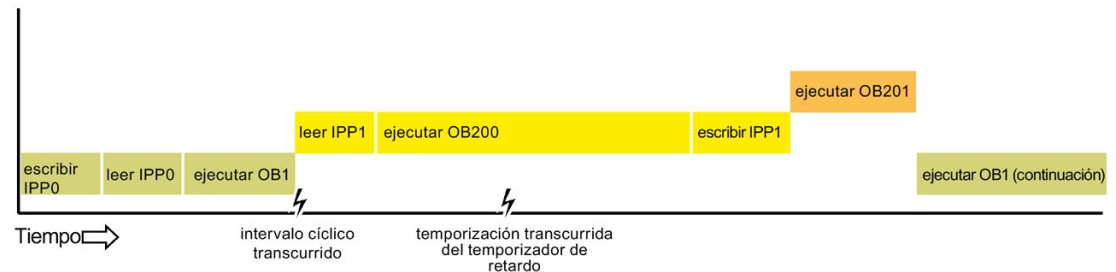 ejecutar OB201
leer IPP1
ejecutar OB200
escribir IPP1
escribir
IPP0
leer IPP0
ejecutar OB1
ejecutar OB1 (continuación)
Tiempo
intervalo cíclico
transcurrido
temporización transcurrida
del temporizador de
retardo